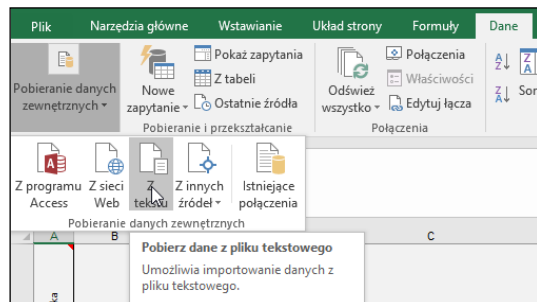 Plik Narzędzia główne Wstawianie Układ strony Formuły Dane
Pobieranie danych zewnętrznych
Nowe zapytanie
Pokaż zapytania
Z tabeli
Ostatnie źródła
Pobieranie i przekształcanie
Odśwież wszystko
Połączenia
Właściwości
Edytuj łącza
Połączenia
A
Z
Z
A
Z
Z programu Access
Z sieci Web
Z tekstu
Z innych źródeł
Istniejące połączenia
Pobieranie danych zewnętrznych
A B C
Pobierz dane z pliku tekstowego
Umożliwia importowanie danych z
pliku tekstowego.